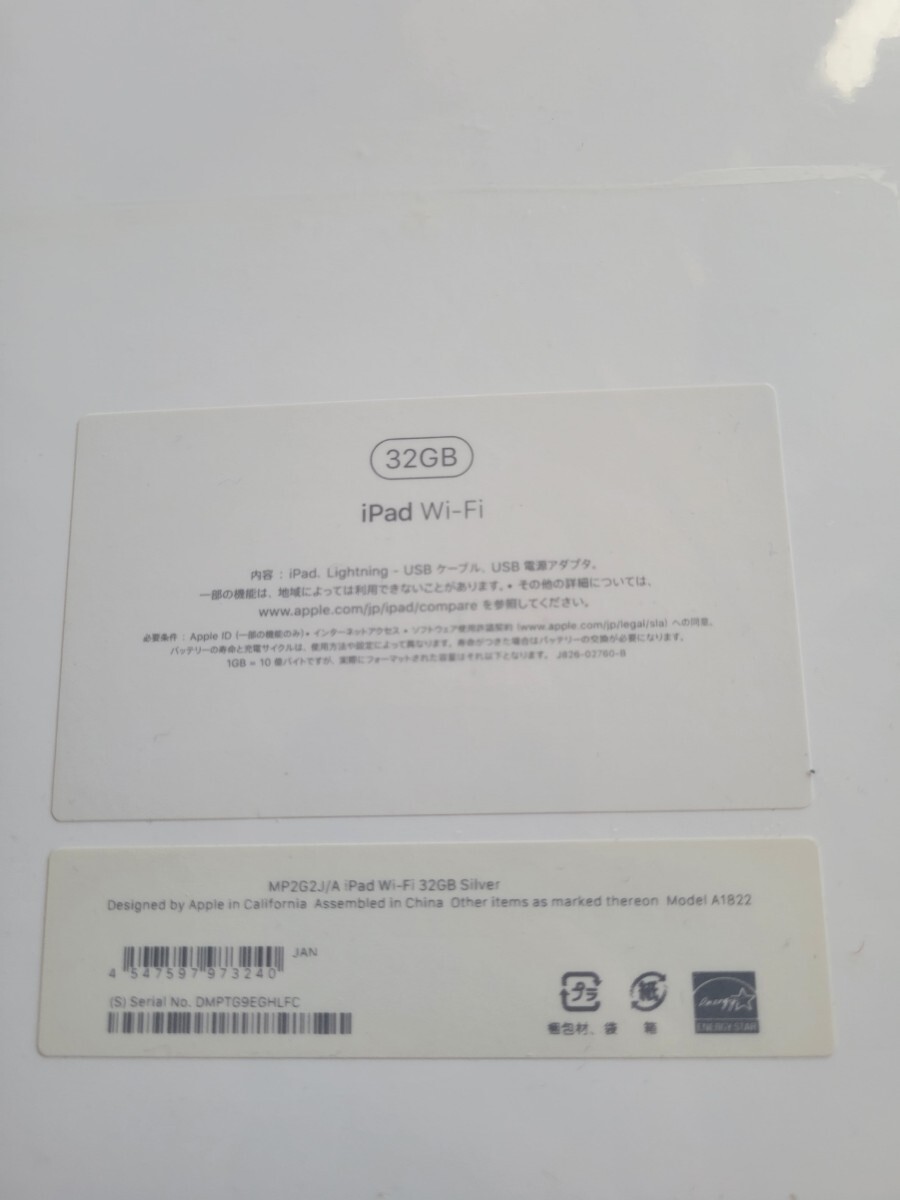 32GB
iPad Wi-Fi
内容：iPad、Lightning - USB ケーブル、USB 電源アダプタ。
一部の機能は、地域によっては利用できないことがあります。• その他の詳細については、
www.apple.com/jp/ipad/compare を参照してください。
必要条件：Apple ID（一部の機能のみ）• インターネットアクセス • ソフトウェア使用許諾契約（www.apple.com/jp/legal/sla）への同意。
バッテリーの寿命と充電サイクルは、使用方法や設定によって異なります。寿命がつきた場合はバッテリーの交換が必要になります。
1GB = 10 億バイトですが、実際にフォーマットされた容量はそれ以下となります。 J826-02760-B
MP2G2J/A iPad Wi-Fi 32GB Silver
Designed by Apple in California Assembled in China Other items as marked thereon Model A1822
JAN
4 547597 973240
(S) Serial No. DMPTG9EGHLFC
プラ
紙
energy
梱包材、袋
箱
ENERGY STAR